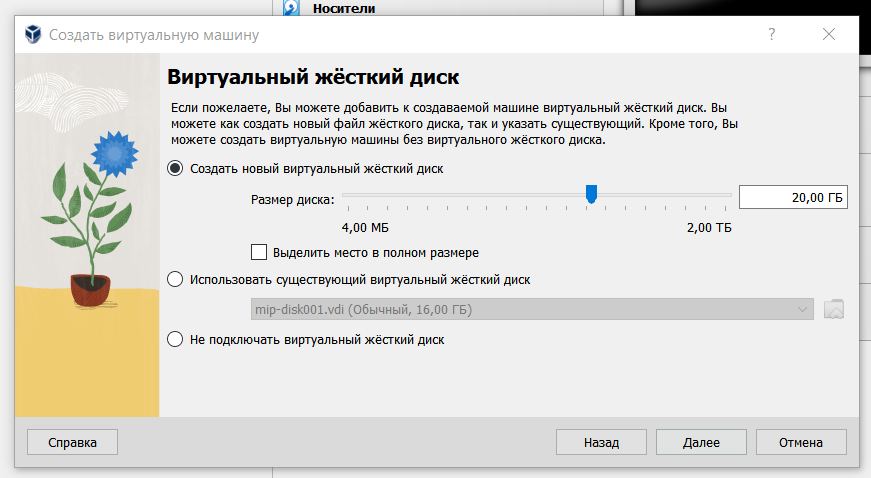 Носители
Создать виртуальную машину
?
Виртуальный жёсткий диск
Если пожелаете, Вы можете добавить к создаваемой машине виртуальный жёсткий диск. Вы
можете как создать новый файл жёсткого диска, так и указать существующий. Кроме того, Вы
можете создать виртуальную машины без виртуального жёсткого диска.
Создать новый виртуальный жёсткий диск
Размер диска:
20,00 ГБ
4,00 МБ
2,00 ТБ
Выделить место в полном размере
Использовать существующий виртуальный жёсткий диск
mip-disk001.vdi (Обычный, 16,00 ГБ)
Не подключать виртуальный жёсткий диск
Справка
Назад
Далее
Отмена